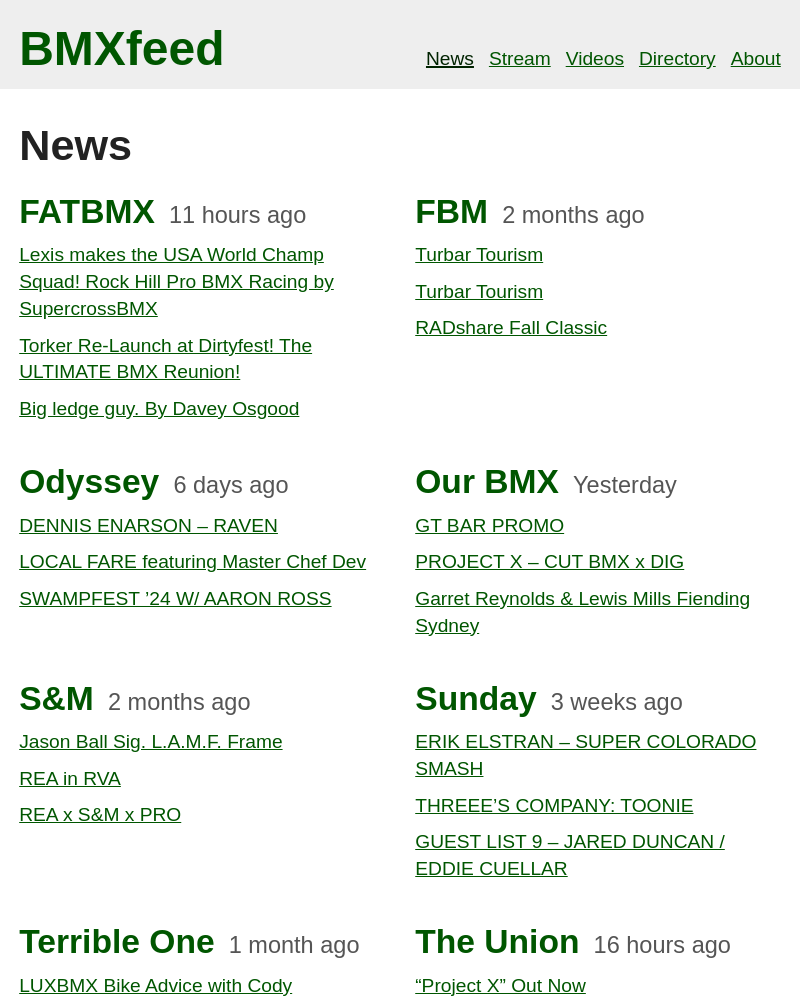 BMXfeed
News Stream Videos Directory About
News
FATBMX 11 hours ago
Lexis makes the USA World Champ
Squad! Rock Hill Pro BMX Racing by
SupercrossBMX
Torker Re-Launch at Dirtyfest! The
ULTIMATE BMX Reunion!
Big ledge guy. By Davey Osgood
FBM 2 months ago
Turbar Tourism
Turbar Tourism
RADshare Fall Classic
Odyssey 6 days ago
DENNIS ENARSON – RAVEN
LOCAL FARE featuring Master Chef Dev
SWAMPFEST ’24 W/ AARON ROSS
Our BMX Yesterday
GT BAR PROMO
PROJECT X – CUT BMX x DIG
Garret Reynolds & Lewis Mills Fiending
Sydney
S&M 2 months ago
Jason Ball Sig. L.A.M.F. Frame
REA in RVA
REA x S&M x PRO
Sunday 3 weeks ago
ERIK ELSTRAN – SUPER COLORADO
SMASH
THREEE’S COMPANY: TOONIE
GUEST LIST 9 – JARED DUNCAN /
EDDIE CUELLAR
Terrible One 1 month ago
LUXBMX Bike Advice with Cody
The Union 16 hours ago
“Project X” Out Now